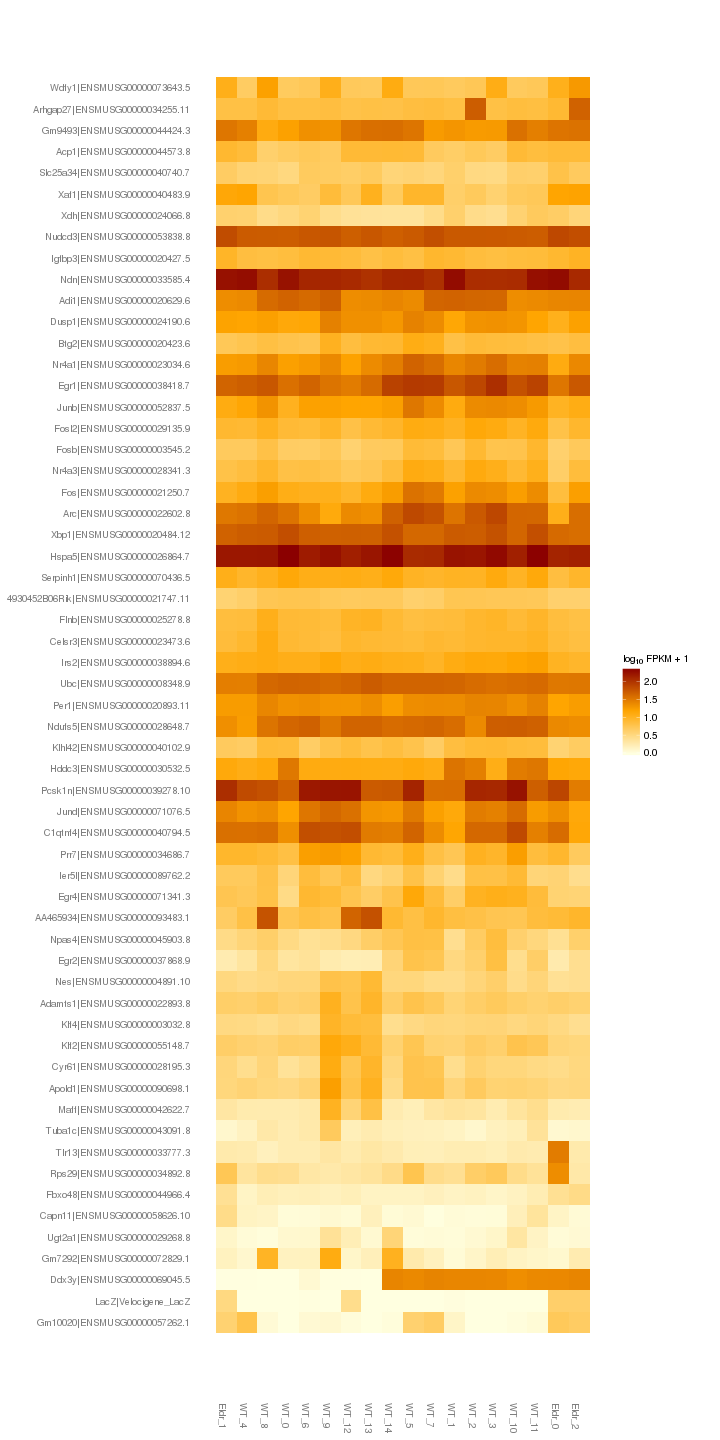 Wdfy1|ENSMUSG00000073643.5
Arhgap27|ENSMUSG00000034255.11
Gm9493|ENSMUSG00000044424.3
Acp1|ENSMUSG00000044573.8
Slc25a34|ENSMUSG00000040740.7
Xaf1|ENSMUSG00000040483.9
Xdh|ENSMUSG00000024066.8
Nudcd3|ENSMUSG00000053838.8
Igfbp3|ENSMUSG00000020427.5
Ndn|ENSMUSG00000033585.4
Adi1|ENSMUSG00000020629.6
Dusp1|ENSMUSG00000024190.6
Btg2|ENSMUSG00000020423.6
Nr4a1|ENSMUSG00000023034.6
Egr1|ENSMUSG00000038418.7
Junb|ENSMUSG00000052837.5
Fosl2|ENSMUSG00000029135.9
Fosb|ENSMUSG00000003545.2
Nr4a3|ENSMUSG00000028341.3
Fos|ENSMUSG00000021250.7
Arc|ENSMUSG00000022602.8
Xbp1|ENSMUSG00000020484.12
Hspa5|ENSMUSG00000026864.7
Serpinh1|ENSMUSG00000070436.5
4930452B06Rik|ENSMUSG00000021747.11
Flnb|ENSMUSG00000025278.8
Celsr3|ENSMUSG00000023473.6
Irs2|ENSMUSG00000038894.6
Ubc|ENSMUSG00000008348.9
Per1|ENSMUSG00000020893.11
Ndufs5|ENSMUSG00000028648.7
Klhl42|ENSMUSG00000040102.9
Hddc3|ENSMUSG00000030532.5
Pcsk1n|ENSMUSG00000039278.10
Jund|ENSMUSG00000071076.5
C1qtnf4|ENSMUSG00000040794.5
Prr7|ENSMUSG00000034686.7
Ier5l|ENSMUSG00000089762.2
Egr4|ENSMUSG00000071341.3
AA465934|ENSMUSG00000093483.1
Npas4|ENSMUSG00000045903.8
Egr2|ENSMUSG00000037868.9
Nes|ENSMUSG00000004891.10
Adamts1|ENSMUSG00000022893.8
Klf4|ENSMUSG00000003032.8
Klf2|ENSMUSG00000055148.7
Cyr61|ENSMUSG00000028195.3
Apold1|ENSMUSG00000090698.1
Maff|ENSMUSG00000042622.7
Tuba1c|ENSMUSG00000043091.8
Tlr13|ENSMUSG00000033777.3
Rps29|ENSMUSG00000034892.8
Fbxo48|ENSMUSG00000044966.4
Capn11|ENSMUSG00000058626.10
Ugt2a1|ENSMUSG00000029268.8
Gm7292|ENSMUSG00000072829.1
Ddx3y|ENSMUSG00000069045.5
LacZ|Velocigene_LacZ
Gm10020|ENSMUSG00000057262.1
log10 FPKM + 1
2.0
1.5
1.0
0.5
0.0
Eldr_1
WT_4
WT_8
WT_0
WT_6
WT_9
WT_12
WT_13
WT_14
WT_5
WT_7
WT_1
WT_2
WT_3
WT_10
WT_11
Eldr_0
Eldr_2